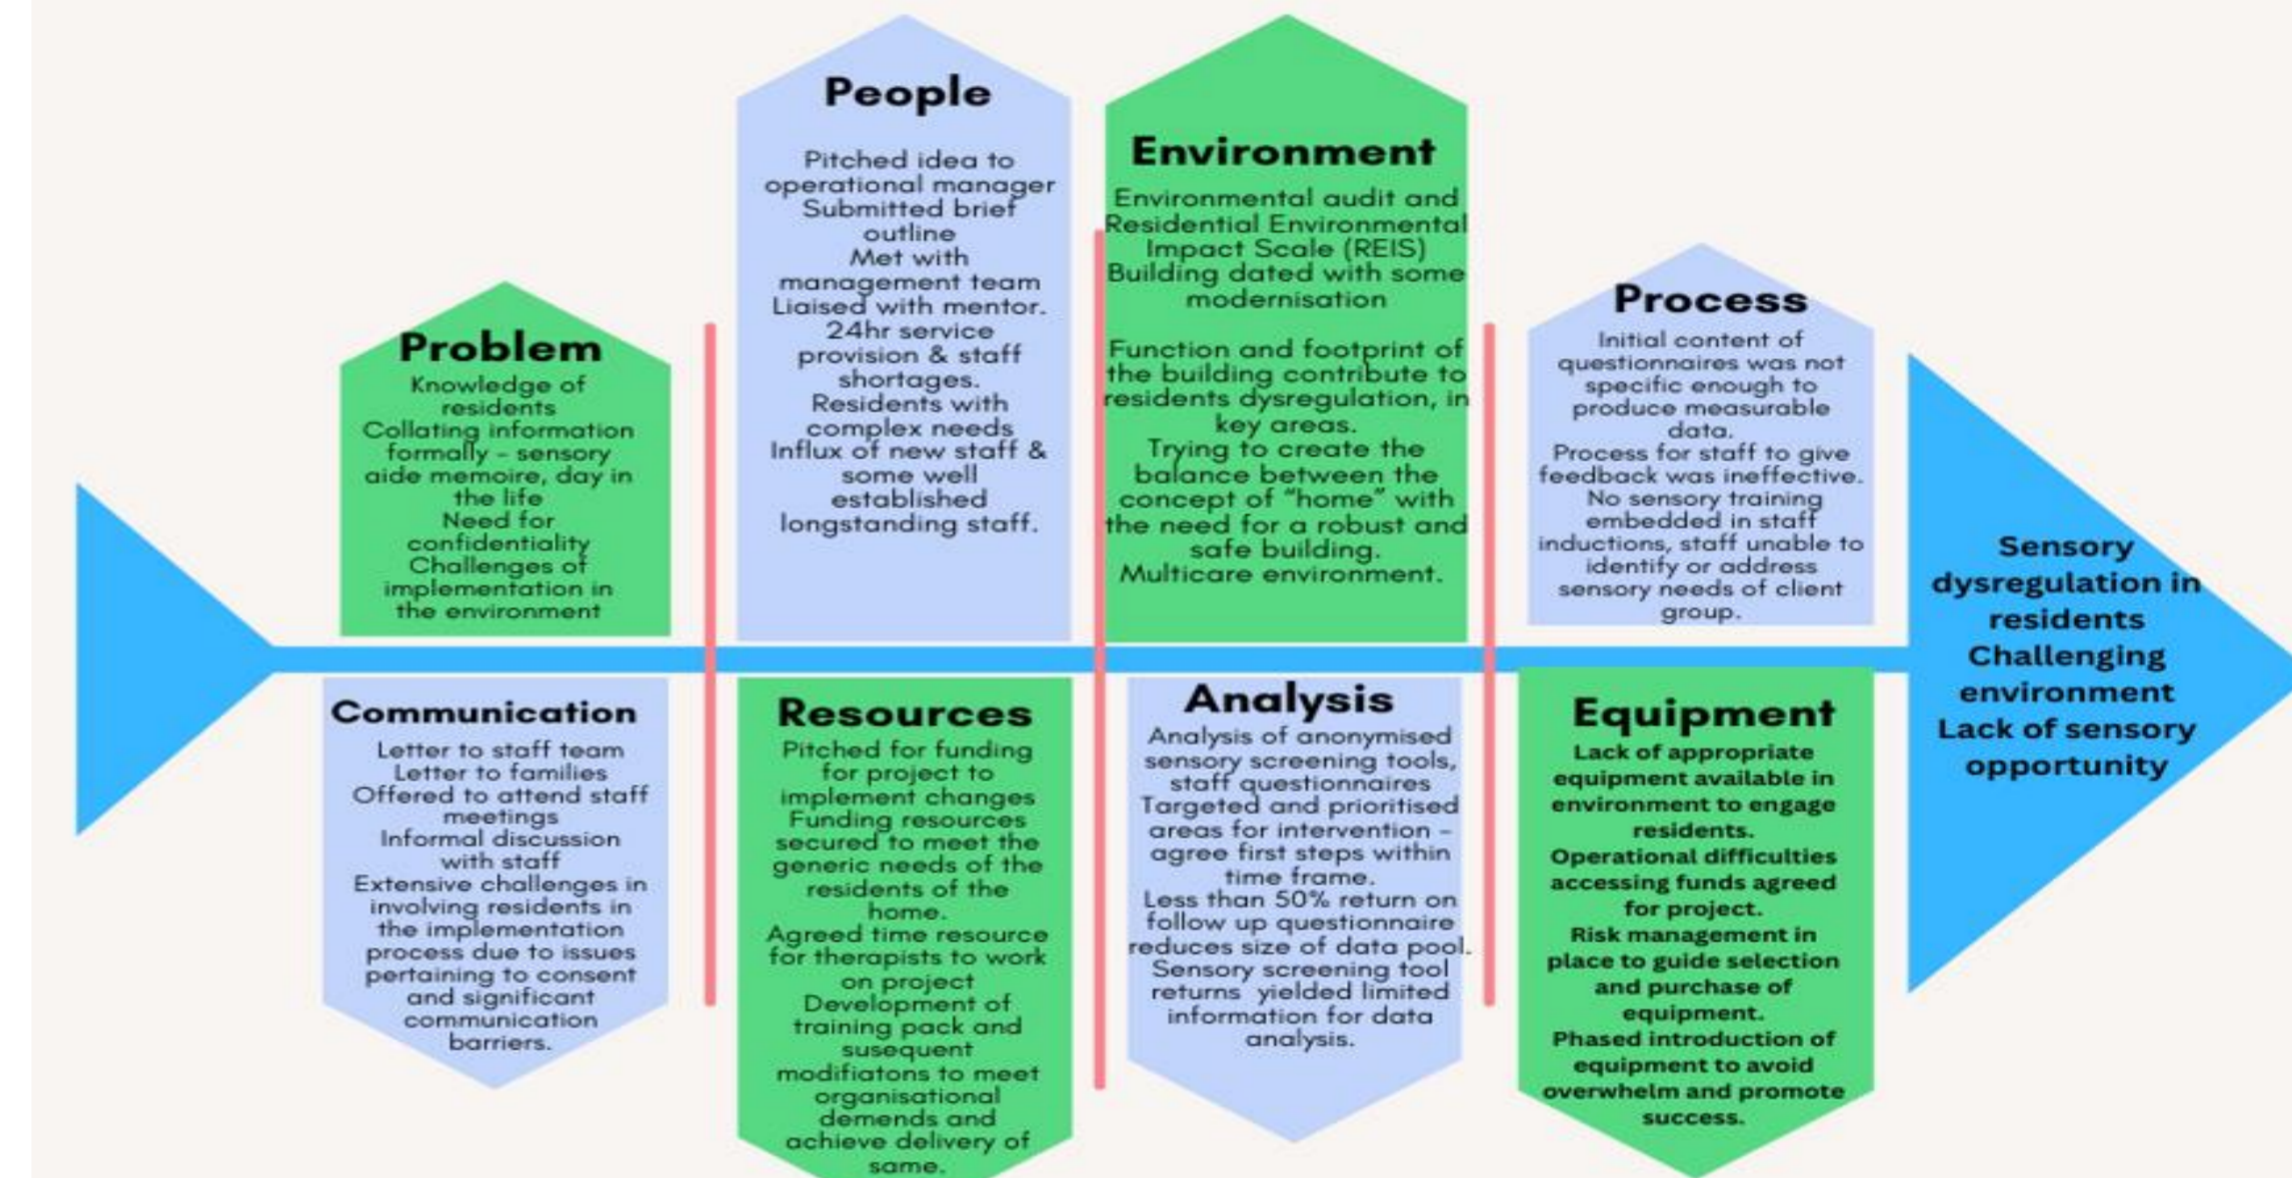 Problem
Knowledge of
residents
Collating information
formally - sensory
aide memoire, day in
the life
Need for
confidentiality
Challenges of
implementation in
the environment
People
Pitched idea to
operational manager
Submitted brief
outline
Met with
management team
Liaised with mentor.
24hr service
provision & staff
shortages.
Residents with
complex needs
Influx of new staff &
some well
established
longstanding staff.
Environment
Environmental audit and
Residential Environmental
Impact Scale (REIS)
Building dated with some
modernisation
Function and footprint of
the building contribute to
residents dysregulation, in
key areas.
Trying to create the
balance between the
concept of “home” with
the need for a robust and
safe building.
Multicare environment.
Process
Initial content of
questionnaires was not
specific enough to
produce measurable
data.
Process for staff to give
feedback was ineffective.
No sensory training
embedded in staff
inductions, staff unable to
identify or address
sensory needs of client
group.
Communication
Letter to staff team
Letter to families
Offered to attend staff
meetings
Informal discussion
with staff
Extensive challenges in
involving residents in
the implementation
process due to issues
pertaining to consent
and significant
communication
barriers.
Resources
Pitched for funding
for project to
implement changes
Funding resources
secured to meet the
generic needs of the
residents of the
home.
Agreed time resource
for therapists to work
on project
Development of
training pack and
susequent
modifiatons to meet
organisational
demends and
achieve delivery of
same.
Analysis
Analysis of anonymised
sensory screening tools,
staff questionnaires
Targeted and prioritised
areas for intervention -
agree first steps within
time frame.
Less than 50% return on
follow up questionnaire
reduces size of data pool.
Sensory screening tool
returns yielded limited
information for data
analysis.
Equipment
Lack of appropriate
equipment available in
environment to engage
residents.
Operational difficulties
accessing funds agreed
for project.
Risk management in
place to guide selection
and purchase of
equipment.
Phased introduction of
equipment to avoid
overwhelm and promote
success.
Sensory
dysregulation in
residents
Challenging
environment
Lack of sensory
opportunity